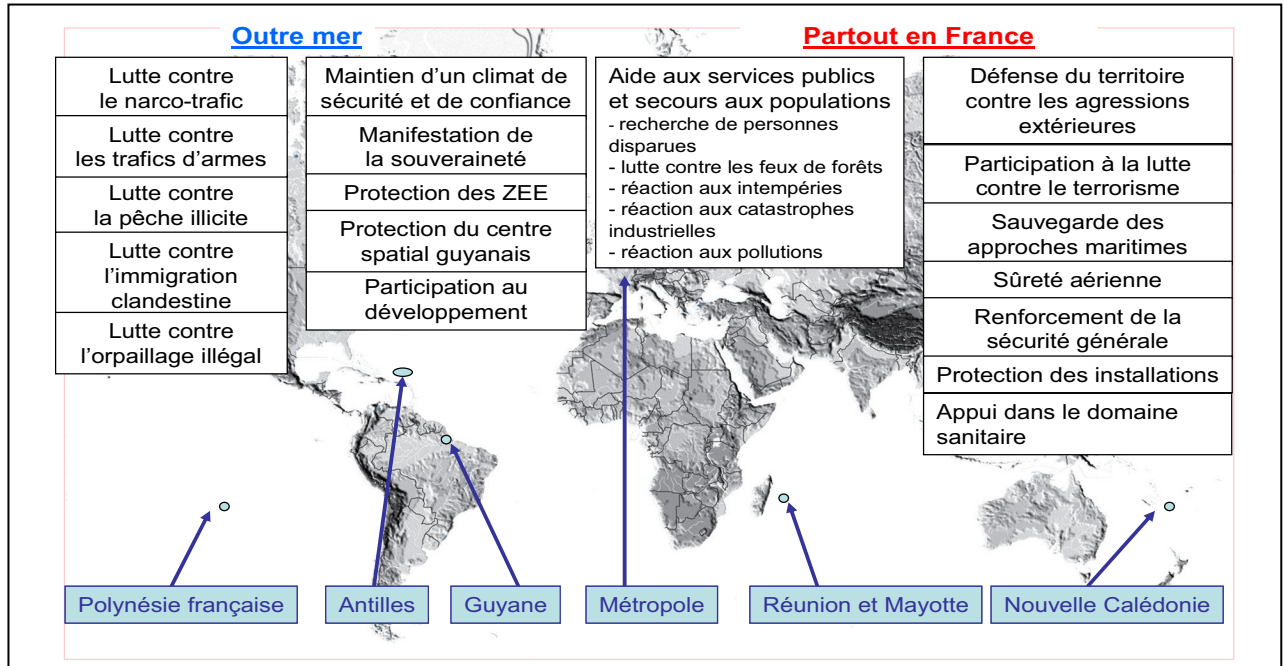 Outre mer
Lutte contre
le narco-trafic
Lutte contre
les trafics d'armes
Lutte contre
la pêche illicite
Lutte contre
l'immigration
clandestine
Lutte contre
l'orpaillage illégal
Maintien d'un climat de
sécurité et de confiance
Manifestation de
la souveraineté
Protection des ZEE
Protection du centre
spatial guyanais
Participation au
développement
Partout en France
Aide aux services publics
et secours aux populations
- recherche de personnes
disparues
- lutte contre les feux de forêts
- réaction aux intempéries
- réaction aux catastrophes
industrielles
- réaction aux pollutions
Défense du territoire
contre les agressions
extérieures
Participation à la lutte
contre le terrorisme
Sauvegarde des
approches maritimes
Sûreté aérienne
Renforcement de la
sécurité générale
Protection des installations
Appui dans le domaine
sanitaire
Polynésie française
Antilles
Guyane
Métropole
Réunion et Mayotte
Nouvelle Calédonie